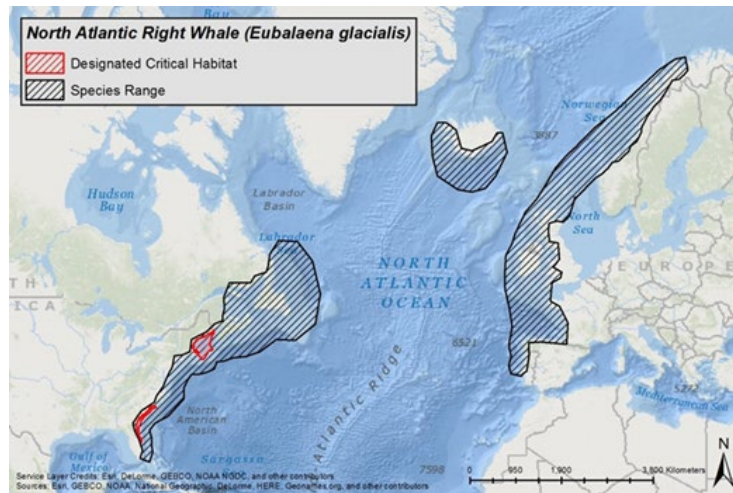 North Atlantic Right Whale (Eubalaena glacialis)
Designated Critical Habitat
Species Range
Norwegian
Sea
3887
Hudson
Bay
Labrador
Basin
Labrador
Sea
North
Sea
NORTH
ATLANTIC
OCEAN
EUROPE
6521
Atlantic Ridge
North
American
Basin
5272
Mediterranean Sea
Gulf of
Mexico
Sargasso
7598
N
0 950 1,900 3,800 Kilometers
Service Layer Credits: Esri, DeLorme, GEBCO, NOAA NGDC, and other contributors
Sources: Esri, GEBCO, NOAA, National Geographic, DeLorme, HERE, Geonames.org, and other contributors